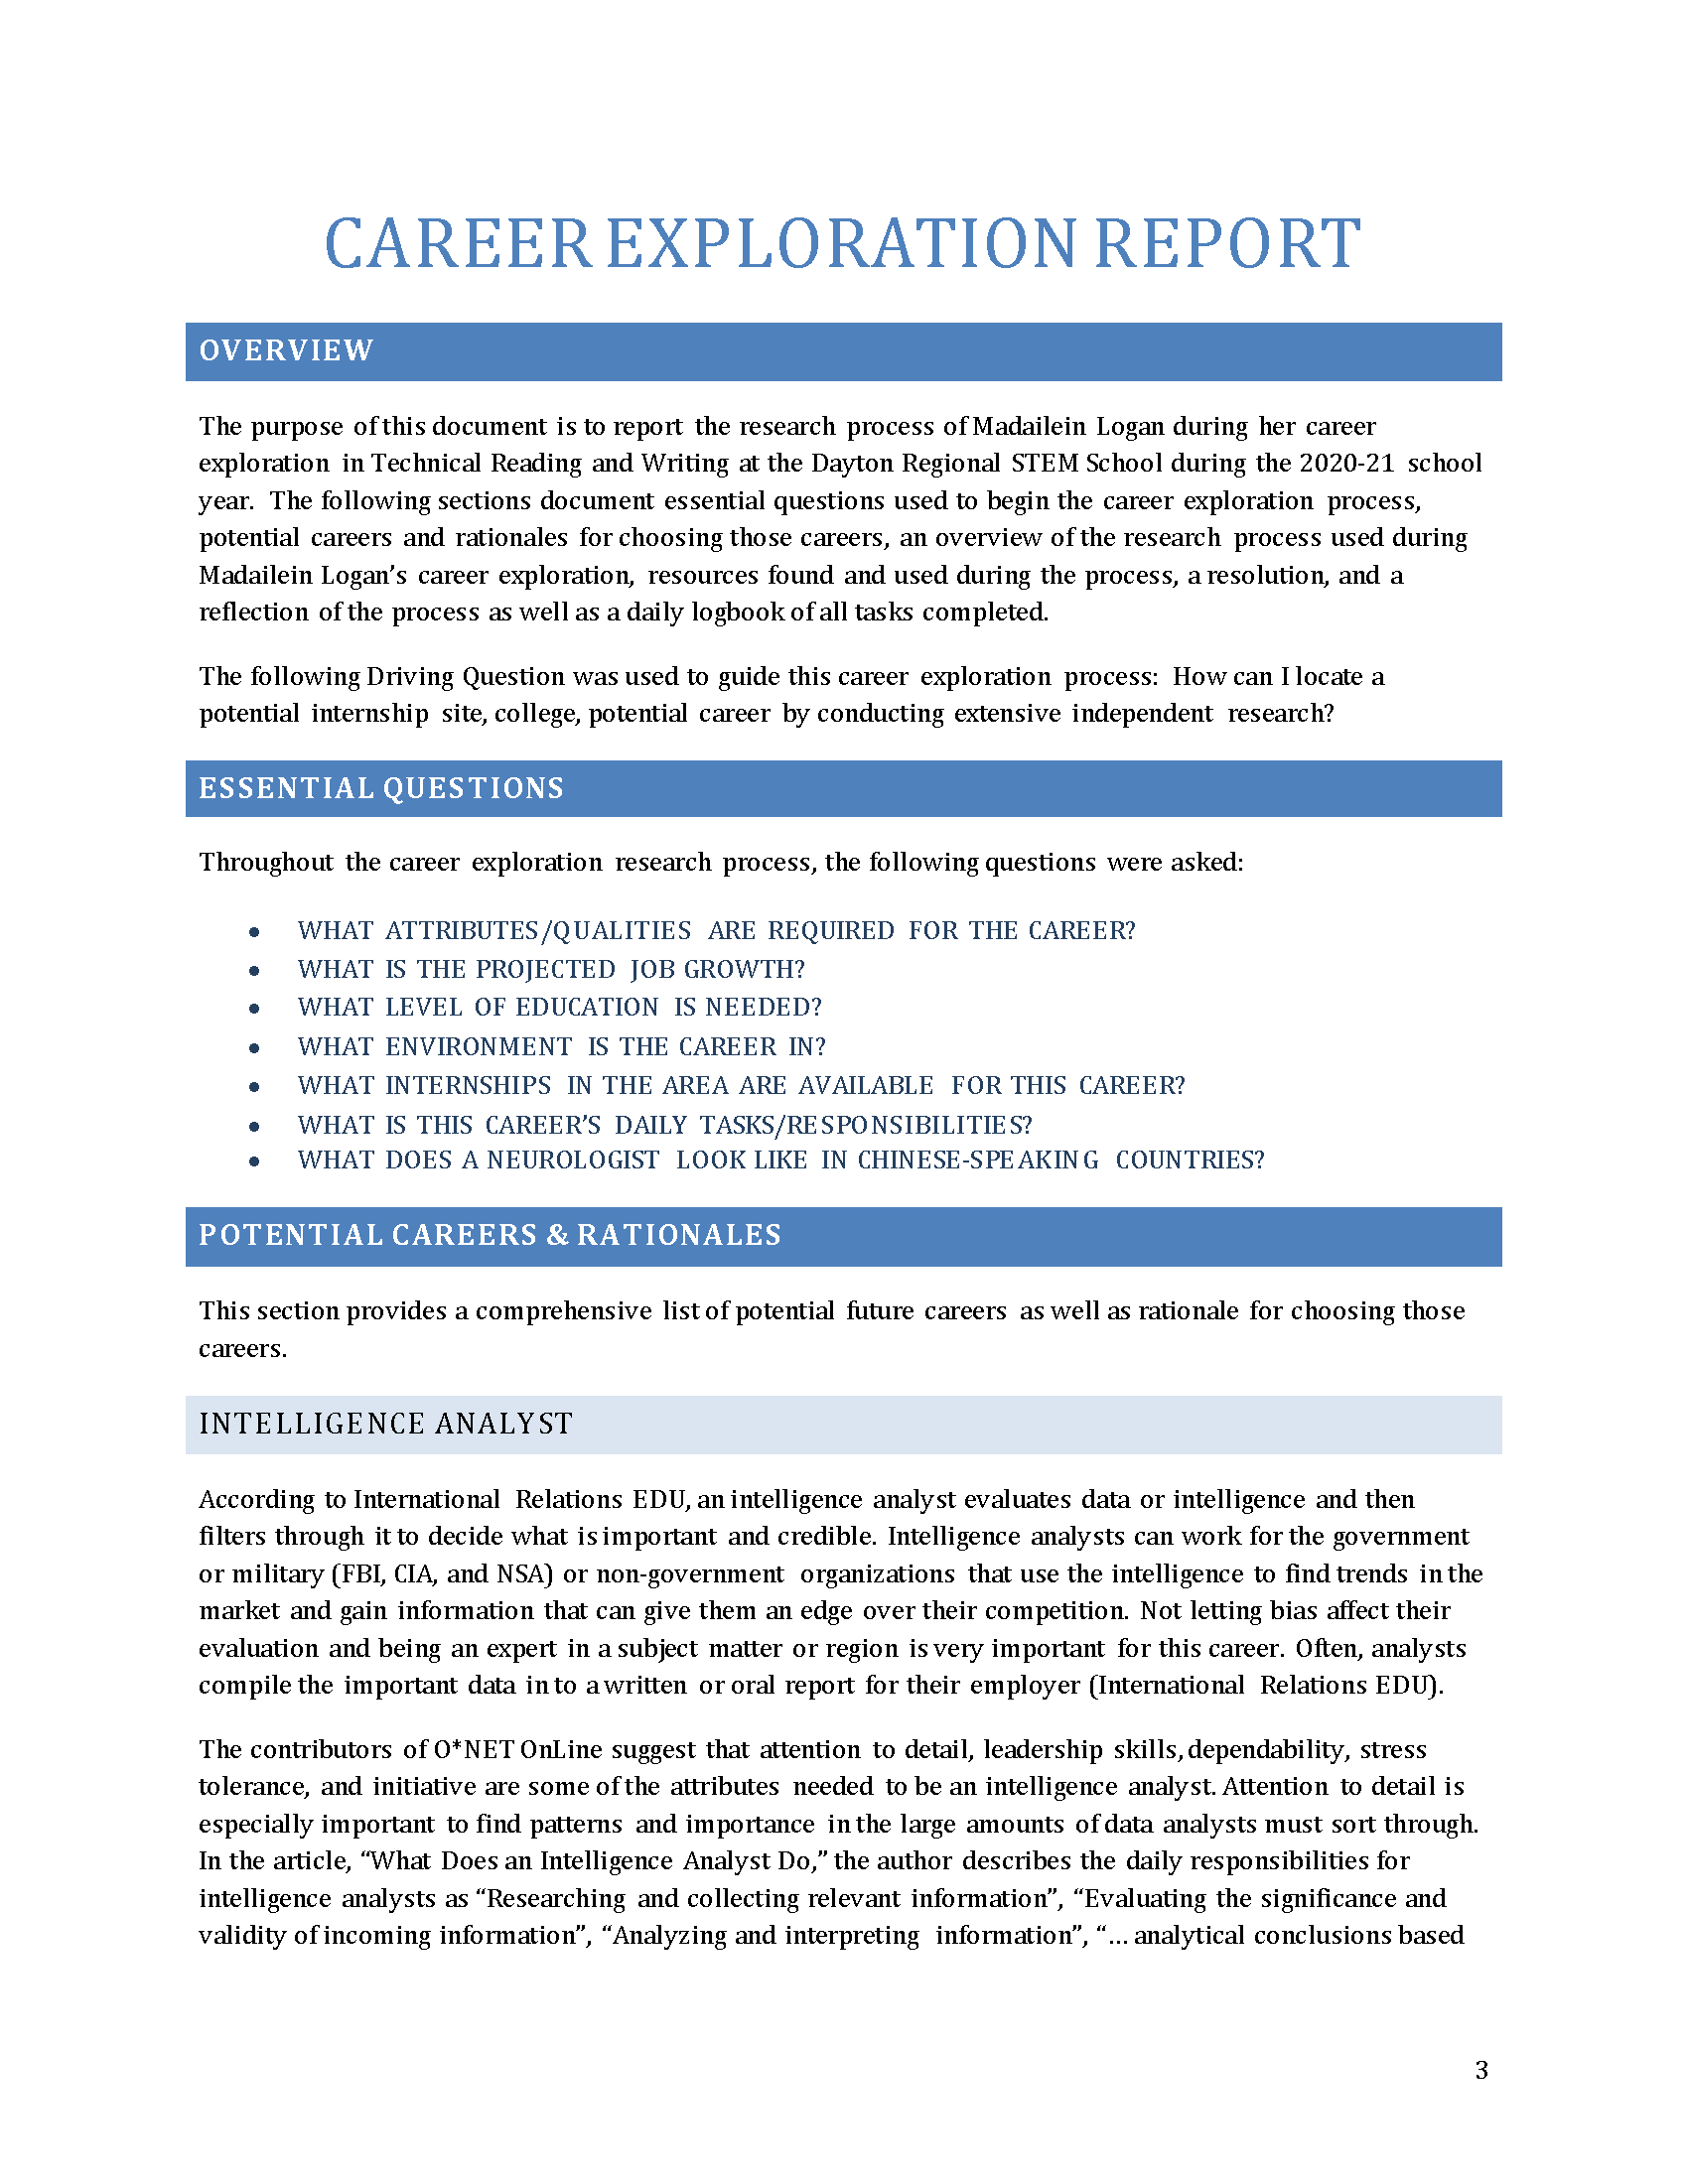 CAREER EXPLORATION REPORT
OVERVIEW
The purpose of this document is to report the research process of Madailein Logan during her career
exploration in Technical Reading and Writing at the Dayton Regional STEM School during the 2020-21 school
year. The following sections document essential questions used to begin the career exploration process,
potential careers and rationales for choosing those careers, an overview of the research process used during
Madailein Logan’s career exploration, resources found and used during the process, a resolution, and a
reflection of the process as well as a daily logbook of all tasks completed.
The following Driving Question was used to guide this career exploration process: How can I locate a
potential internship site, college, potential career by conducting extensive independent research?
ESSENTIAL QUESTIONS
Throughout the career exploration research process, the following questions were asked:
• WHAT ATTRIBUTES/QUALITIES ARE REQUIRED FOR THE CAREER?
• WHAT IS THE PROJECTED JOB GROWTH?
• WHAT LEVEL OF EDUCATION IS NEEDED?
• WHAT ENVIRONMENT IS THE CAREER IN?
• WHAT INTERNSHIPS IN THE AREA ARE AVAILABLE FOR THIS CAREER?
• WHAT IS THIS CAREER’S DAILY TASKS/RESPONSIBILITIES?
• WHAT DOES A NEUROLOGIST LOOK LIKE IN CHINESE-SPEAKING COUNTRIES?
POTENTIAL CAREERS & RATIONALES
This section provides a comprehensive list of potential future careers as well as rationale for choosing those
careers.
INTELLIGENCE ANALYST
According to International Relations EDU, an intelligence analyst evaluates data or intelligence and then
filters through it to decide what is important and credible. Intelligence analysts can work for the government
or military (FBI, CIA, and NSA) or non-government organizations that use the intelligence to find trends in the
market and gain information that can give them an edge over their competition. Not letting bias affect their
evaluation and being an expert in a subject matter or region is very important for this career. Often, analysts
compile the important data in to a written or oral report for their employer (International Relations EDU).
The contributors of O*NET OnLine suggest that attention to detail, leadership skills, dependability, stress
tolerance, and initiative are some of the attributes needed to be an intelligence analyst. Attention to detail is
especially important to find patterns and importance in the large amounts of data analysts must sort through.
In the article, “What Does an Intelligence Analyst Do,” the author describes the daily responsibilities for
intelligence analysts as “Researching and collecting relevant information”, “Evaluating the significance and
validity of incoming information”, “Analyzing and interpreting information”, “… analytical conclusions based
3